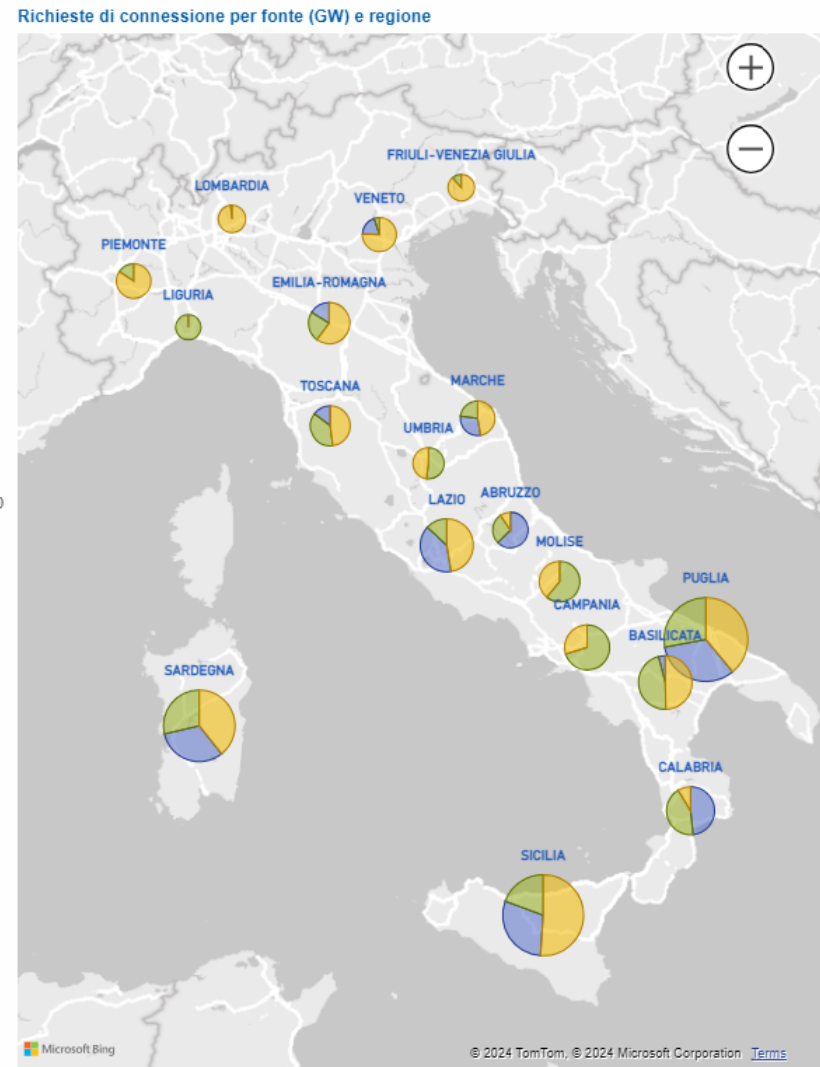 Richieste di connessione per fonte (GW) e regione
FRIULI-VENEZIA GIULIA
LOMBARDIA
VENETO
PIEMONTE
EMILIA-ROMAGNA
LIGURIA
TOSCANA
MARCHE
UMBRIA
LAZIO
ABRUZZO
MOLISE
PUGLIA
CAMPANIA
BASILICATA
SARDEGNA
CALABRIA
SICILIA
Microsoft Bing
© 2024 TomTom, © 2024 Microsoft Corporation Terms